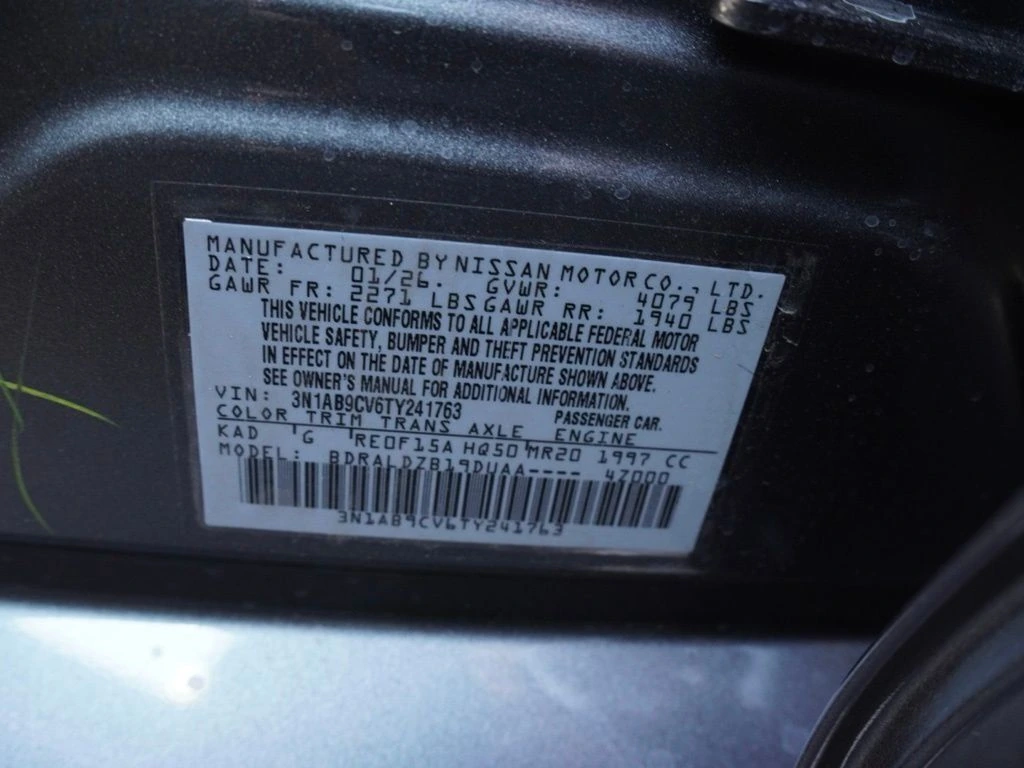 MANUFACTURED BY NISSAN MOTOR CO., LTD.
DATE: 01/26. GVWR: 4079 LBS
GAWR FR: 2271 LBS GAWR RR: 1940 LBS
THIS VEHICLE CONFORMS TO ALL APPLICABLE FEDERAL MOTOR
VEHICLE SAFETY, BUMPER AND THEFT PREVENTION STANDARDS
IN EFFECT ON THE DATE OF MANUFACTURE SHOWN ABOVE.
SEE OWNER'S MANUAL FOR ADDITIONAL INFORMATION.
VIN: 3N1AB9CV6TY241763 PASSENGER CAR.
COLOR TRIM TRANS AXLE ENGINE
KAD G RE0F15A HQ50 MR20 1997 CC
MODEL: BDRALDZB19DUAA---- 4Z000
3N1AB9CV6TY241763